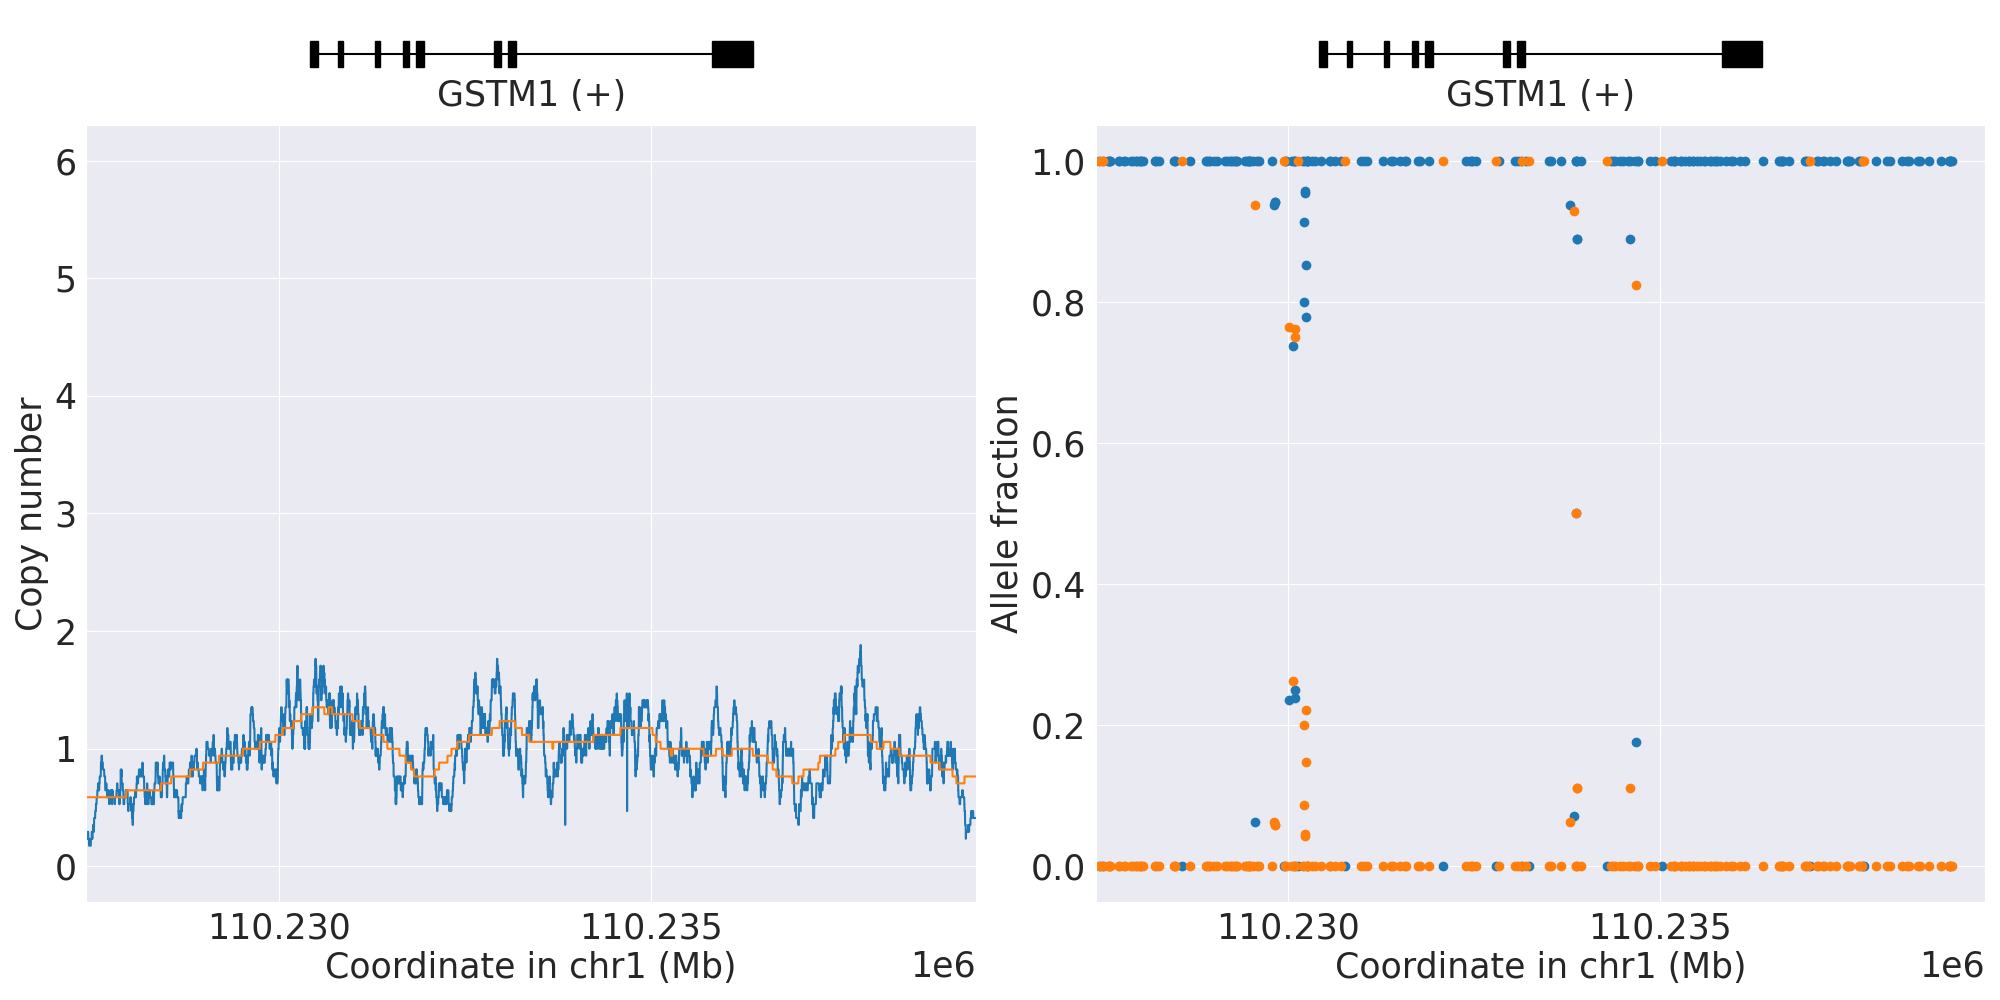 GSTM1 (+)
6
5
4
3
2
1
0
Copy number
110.230
110.235
Coordinate in chr1 (Mb)
1e6
GSTM1 (+)
1.0
0.8
0.6
0.4
0.2
0.0
Allele fraction
110.230
110.235
Coordinate in chr1 (Mb)
1e6